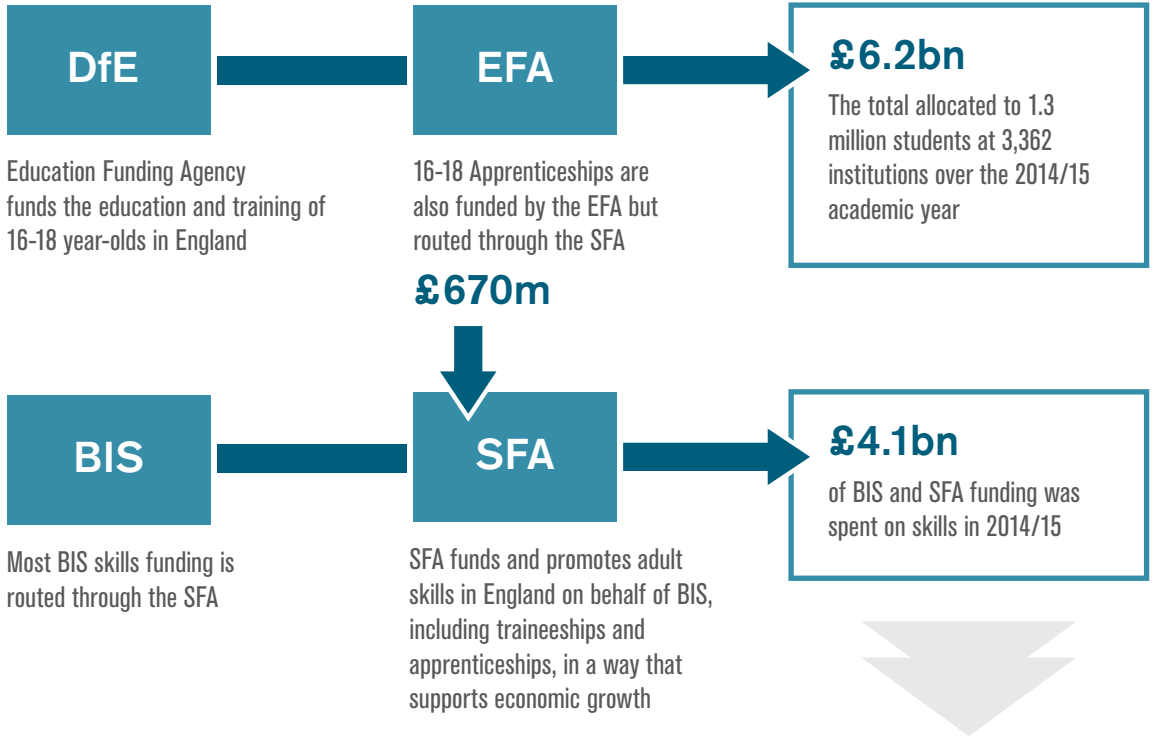 DfE
Education Funding Agency
funds the education and training of
16-18 year-olds in England
EFA
16-18 Apprenticeships are
also funded by the EFA but
routed through the SFA
£670m
£6.2bn
The total allocated to 1.3
million students at 3,362
institutions over the 2014/15
academic year
BIS
Most BIS skills funding is
routed through the SFA
SFA
SFA funds and promotes adult
skills in England on behalf of BIS,
including traineeships and
apprenticeships, in a way that
supports economic growth
£4.1bn
of BIS and SFA funding was
spent on skills in 2014/15